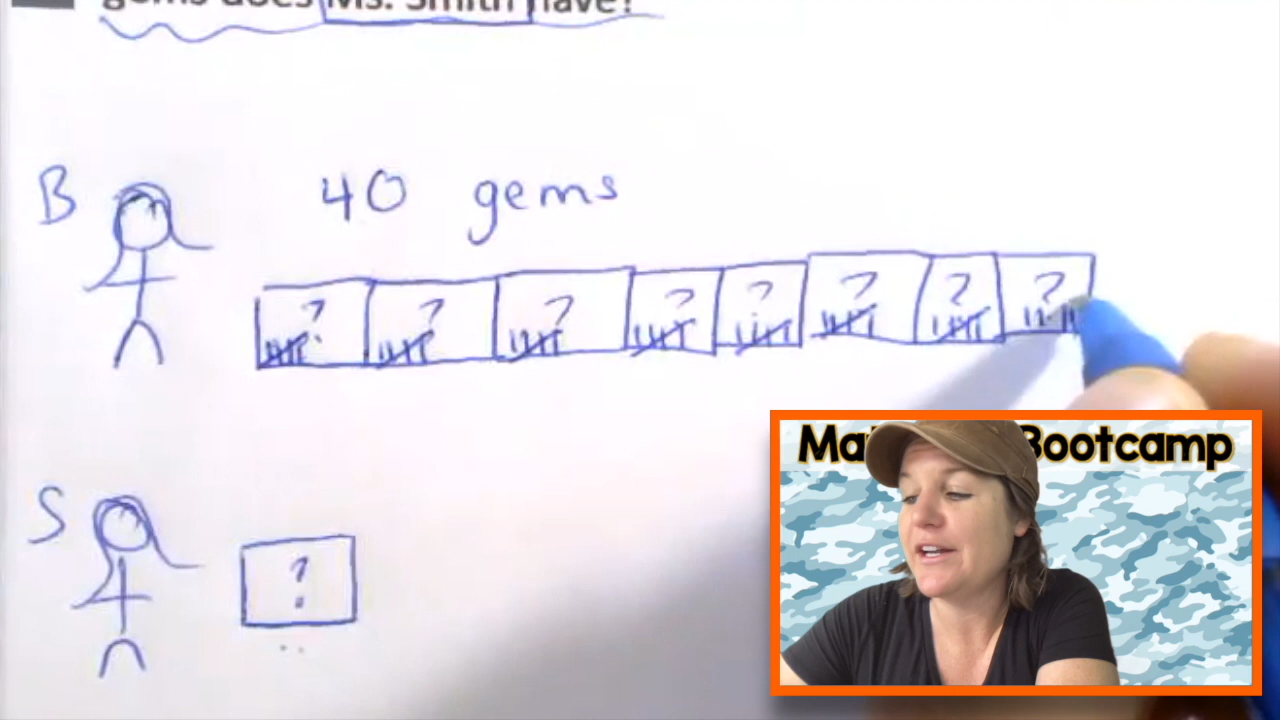 gems does Ms. Smith have?
B
40 gems
? ? ? ? ? ? ? ?
S
?
Bootcamp